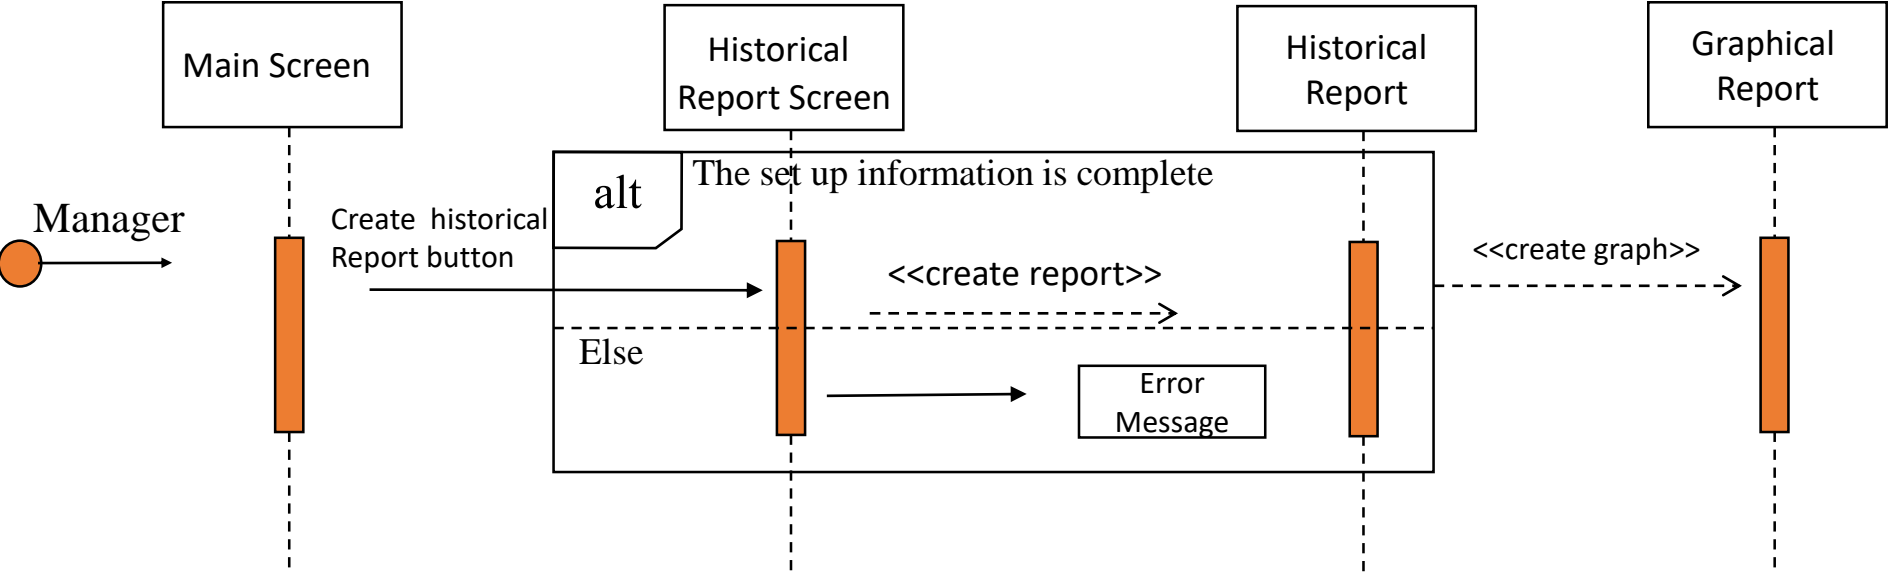 Main Screen
Historical
Report Screen
Historical
Report
Graphical
Report
alt
The set up information is complete
Manager
Create historical
Report button
<<create report>>
<<create graph>>
Else
Error
Message